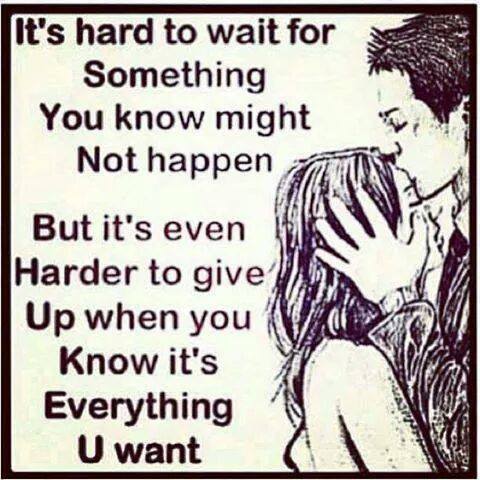 It's hard to wait for
Something
You know might
Not happen
But it's even
Harder to give
Up when you
Know it's
Everything
U want